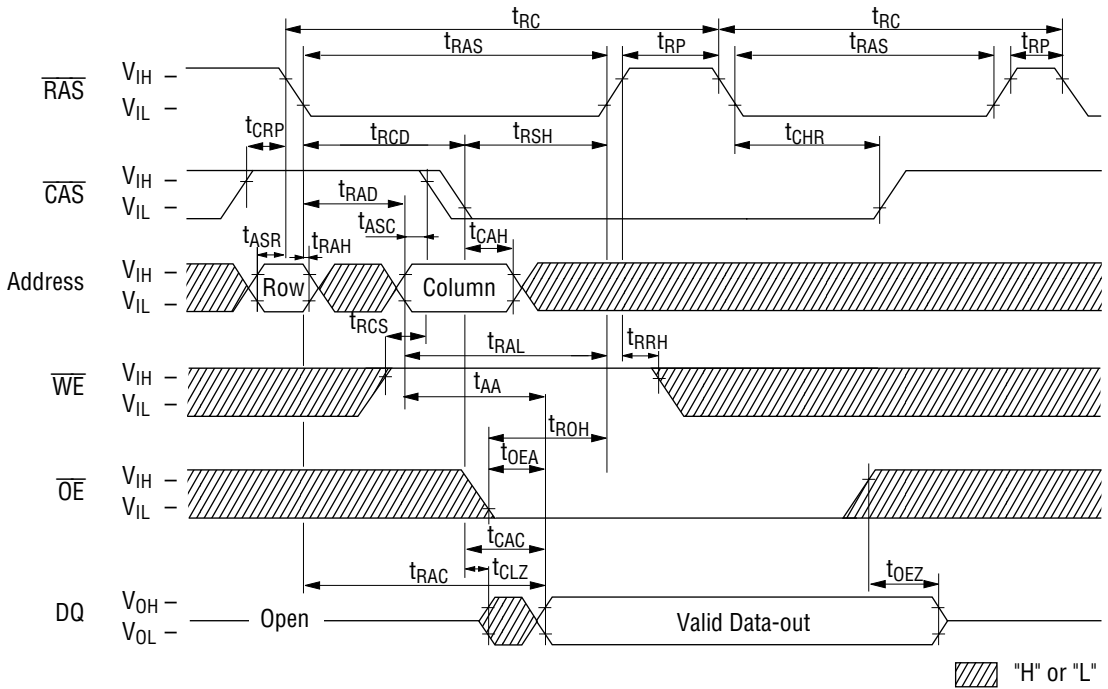 tRC tRC
tRAS tRP tRAS tRP
RAS VIH
VIL
tCRP tRCD tRSH tCHR
CAS VIH
VIL
tRAD
tASC
tASR tRAH tCAH
Address VIH
VIL
Row Column
tRCS tRAL tRRH
WE VIH
VIL
tAA
tROH
tOEA
OE VIH
VIL
tCAC
tRAC tCLZ tOEZ
DQ VOH
VOL
Open Valid Data-out
"H" or "L"